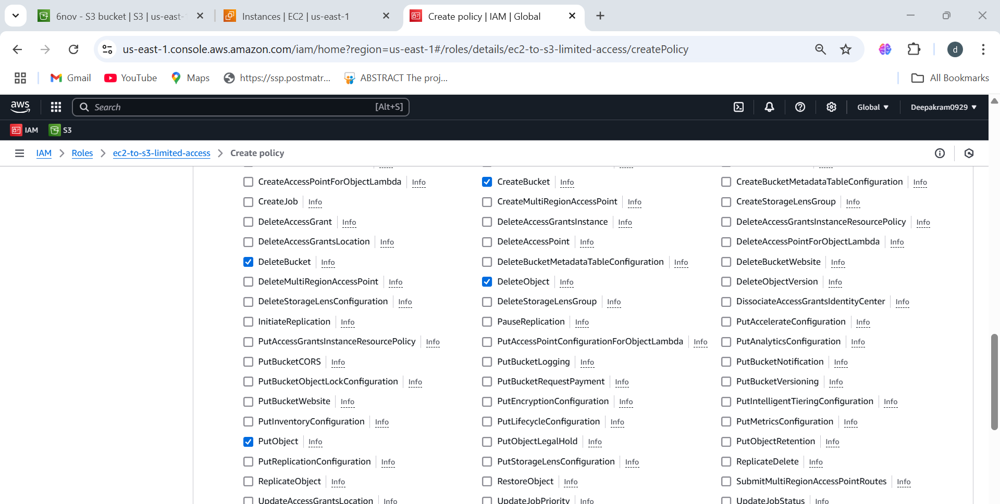 6nov - S3 bucket | S3 | us-east-
Instances | EC2 | us-east-1
Create policy | IAM | Global
us-east-1.console.aws.amazon.com/iam/home?region=us-east-1#/roles/details/ec2-to-s3-limited-access/createPolicy
d
Gmail
YouTube
Maps
https://ssp.postmatr...
ABSTRACT The proj...
All Bookmarks
aws
Search
[Alt+S]
Global
Deepakram0929
IAM
S3
IAM
Roles
ec2-to-s3-limited-access
Create policy
CreateAccessPointForObjectLambda Info
CreateBucket Info
CreateBucketMetadataTableConfiguration Info
CreateJob Info
CreateMultiRegionAccessPoint Info
CreateStorageLensGroup Info
DeleteAccessGrant Info
DeleteAccessGrantsInstance Info
DeleteAccessGrantsInstanceResourcePolicy Info
DeleteAccessGrantsLocation Info
DeleteAccessPoint Info
DeleteAccessPointForObjectLambda Info
DeleteBucket Info
DeleteBucketMetadataTableConfiguration Info
DeleteBucketWebsite Info
DeleteMultiRegionAccessPoint Info
DeleteObject Info
DeleteObjectVersion Info
DeleteStorageLensConfiguration Info
DeleteStorageLensGroup Info
DissociateAccessGrantsIdentityCenter Info
InitiateReplication Info
PauseReplication Info
PutAccelerateConfiguration Info
PutAccessGrantsInstanceResourcePolicy Info
PutAccessPointConfigurationForObjectLambda Info
PutAnalyticsConfiguration Info
PutBucketCORS Info
PutBucketLogging Info
PutBucketNotification Info
PutBucketObjectLockConfiguration Info
PutBucketRequestPayment Info
PutBucketVersioning Info
PutBucketWebsite Info
PutEncryptionConfiguration Info
PutIntelligentTieringConfiguration Info
PutInventoryConfiguration Info
PutLifecycleConfiguration Info
PutMetricsConfiguration Info
PutObject Info
PutObjectLegalHold Info
PutObjectRetention Info
PutReplicationConfiguration Info
PutStorageLensConfiguration Info
ReplicateDelete Info
ReplicateObject Info
RestoreObject Info
SubmitMultiRegionAccessPointRoutes Info
UpdateAccessGrantsLocation Info
UpdateJobPriority Info
UpdateJobStatus Info